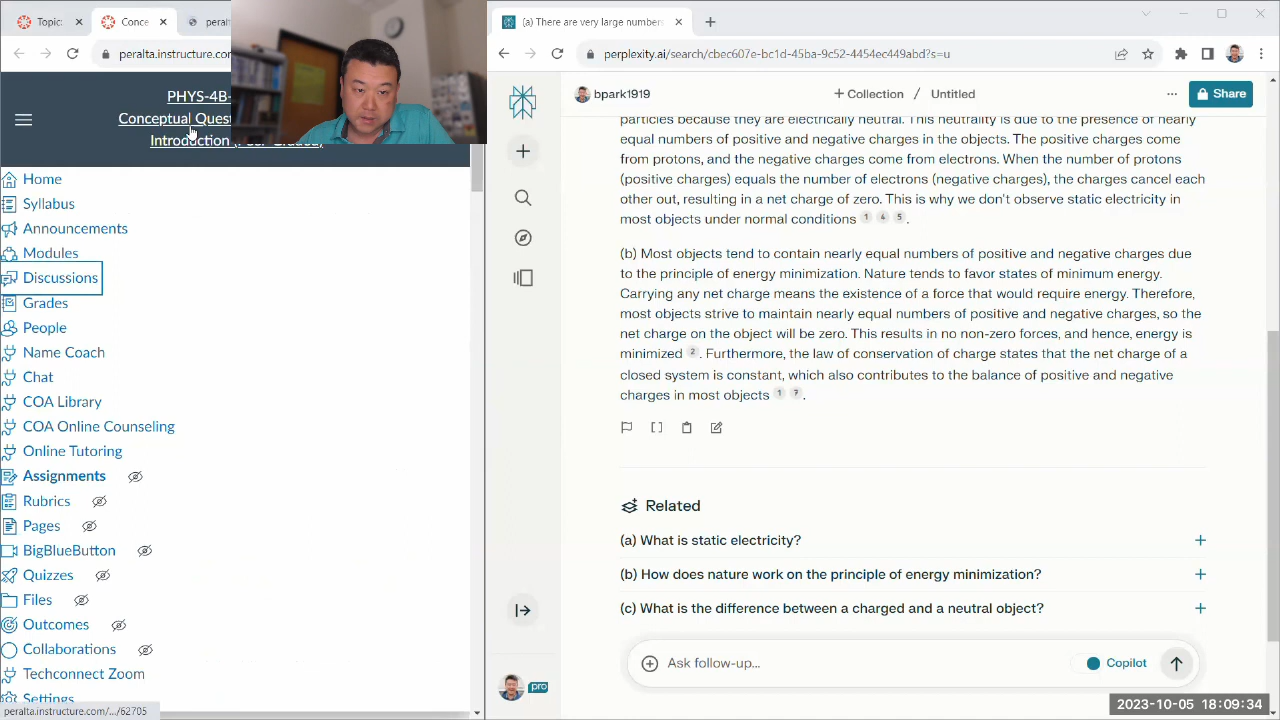 Topic:
Conce
peralta
(a) There are very large numbers
peralta.instructure.com
perplexity.ai/search/cbec607e-bc1d-45ba-9c52-4454ec449abd?s=u
PHYS-4B-
Conceptual Quest
Introduction (Peer-Graded)
Home
Syllabus
Announcements
Modules
Discussions
Grades
People
Name Coach
Chat
COA Library
COA Online Counseling
Online Tutoring
Assignments
Rubrics
Pages
BigBlueButton
Quizzes
Files
Outcomes
Collaborations
Techconnect Zoom
Settings
peralta.instructure.com/.../62705
bpark1919
Collection / Untitled
Share
particles because they are electrically neutral. This neutrality is due to the presence of nearly
equal numbers of positive and negative charges in the objects. The positive charges come
from protons, and the negative charges come from electrons. When the number of protons
(positive charges) equals the number of electrons (negative charges), the charges cancel each
other out, resulting in a net charge of zero. This is why we don't observe static electricity in
most objects under normal conditions 1 4 5 .
(b) Most objects tend to contain nearly equal numbers of positive and negative charges due
to the principle of energy minimization. Nature tends to favor states of minimum energy.
Carrying any net charge means the existence of a force that would require energy. Therefore,
most objects strive to maintain nearly equal numbers of positive and negative charges, so the
net charge on the object will be zero. This results in no non-zero forces, and hence, energy is
minimized 2 . Furthermore, the law of conservation of charge states that the net charge of a
closed system is constant, which also contributes to the balance of positive and negative
charges in most objects 1 7 .
Related
(a) What is static electricity?
(b) How does nature work on the principle of energy minimization?
(c) What is the difference between a charged and a neutral object?
Ask follow-up...
Copilot
pro
2023-10-05 18:09:34